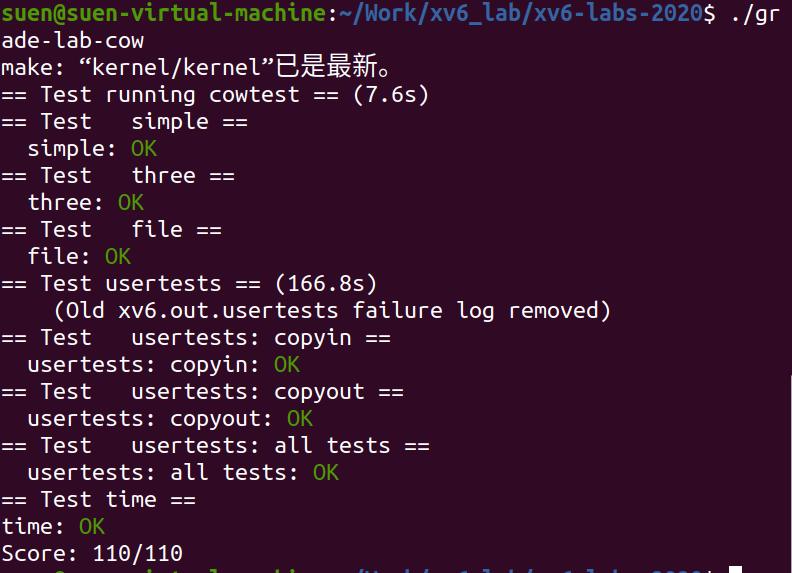 suen@suen-virtual-machine:~/Work/xv6_lab/xv6-labs-2020$ ./gr
ade-lab-cow
make: “kernel/kernel”已是最新。
== Test running cowtest == (7.6s)
== Test   simple ==
  simple: OK
== Test   three ==
  three: OK
== Test   file ==
  file: OK
== Test usertests == (166.8s)
    (Old xv6.out.usertests failure log removed)
== Test   usertests: copyin ==
  usertests: copyin: OK
== Test   usertests: copyout ==
  usertests: copyout: OK
== Test   usertests: all tests ==
  usertests: all tests: OK
== Test time ==
time: OK
Score: 110/110